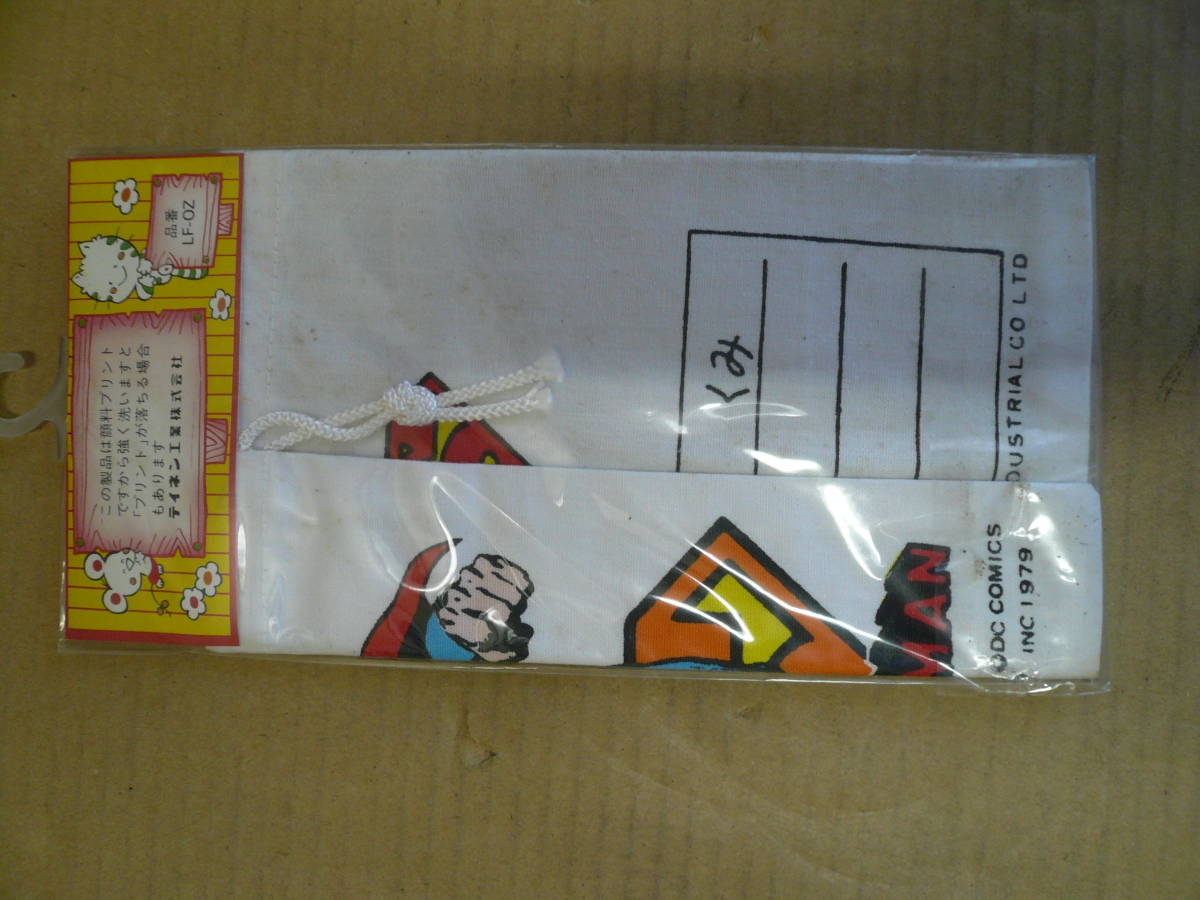 品番
LF-OZ
この製品は顔料プリント
ですから強く洗いますと
「プリント」が落ちる場合
もあります
テイネン工業株式会社
くみ
MAN
©DC COMICS
INC 1979
DUSTRIAL CO LTD